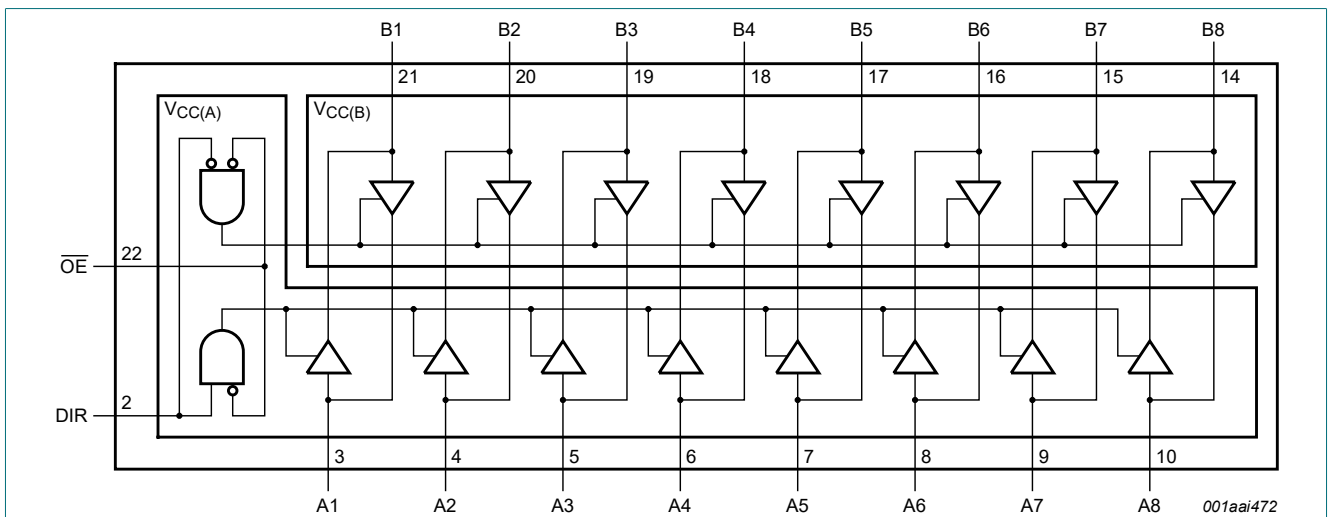 B1 B2 B3 B4 B5 B6 B7 B8
21 20 19 18 17 16 15 14
VCC(A) VCC(B)
22
OE
2
DIR
3 4 5 6 7 8 9 10
A1 A2 A3 A4 A5 A6 A7 A8
001aai472